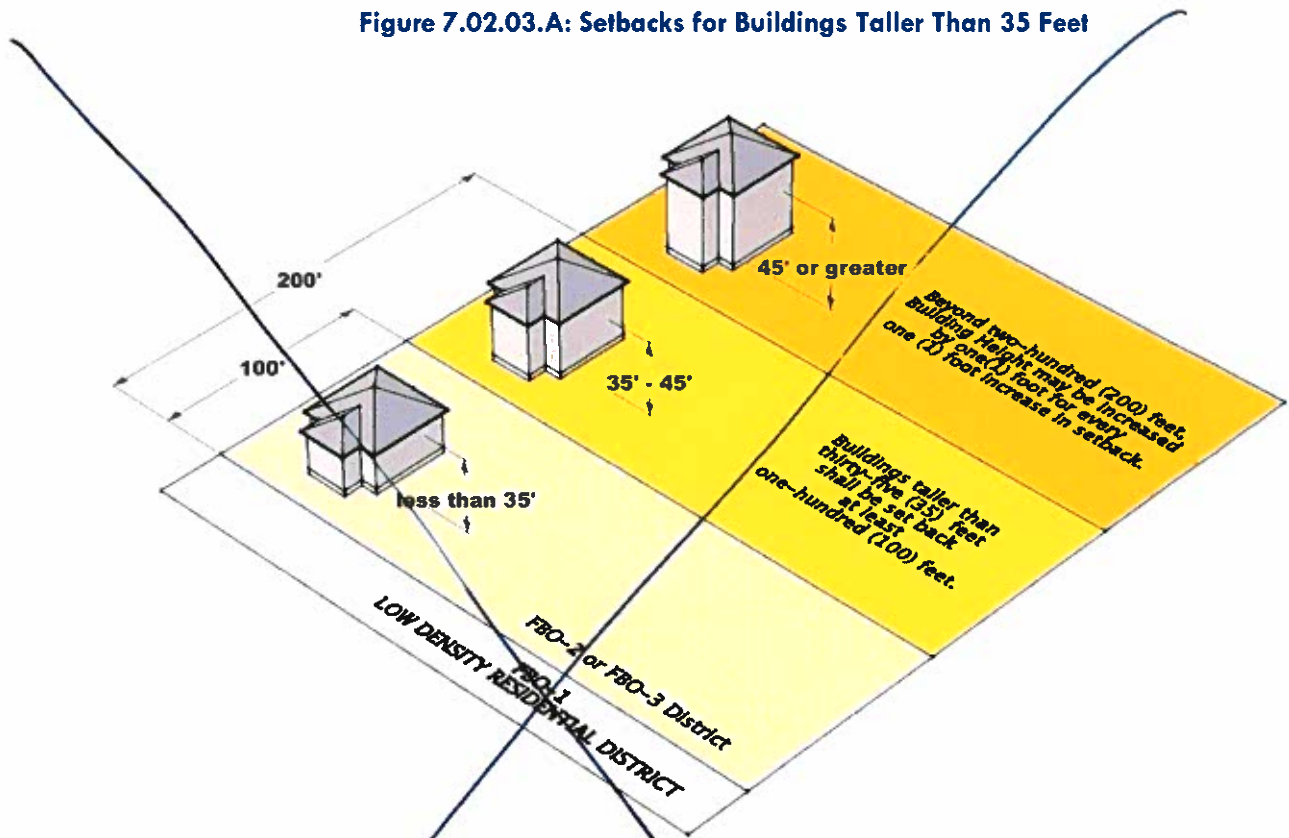 Figure 7.02.03.A: Setbacks for Buildings Taller Than 35 Feet
200'
100'
45' or greater
35' - 45'
less than 35'
Beyond two-hundred (200) feet,
Building Height may be increased
by one(1) foot for every
one (1) foot increase in setback.
Buildings taller than
thirty-five (35) feet
shall be set back
at least
one-hundred (100) feet.
FBO-2 or FBO-3 District
FBO-1
LOW DENSITY RESIDENTIAL DISTRICT